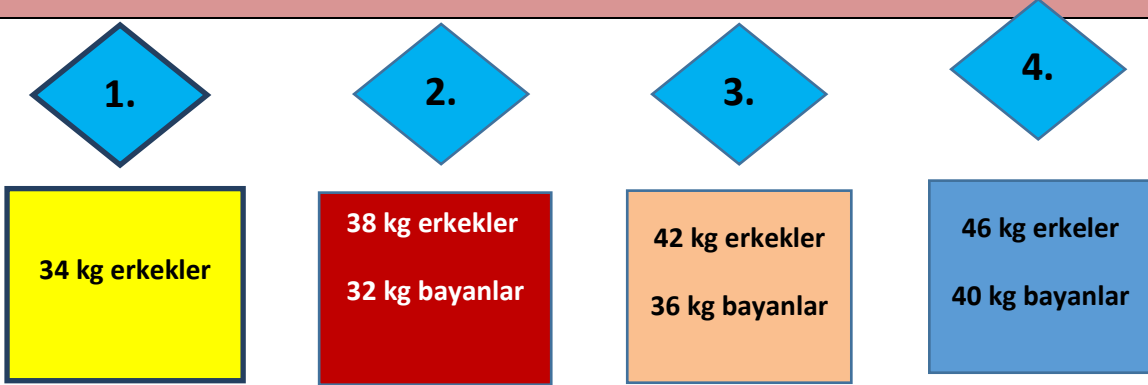 1.
2.
3.
4.
34 kg erkekler
38 kg erkekler
32 kg bayanlar
42 kg erkekler
36 kg bayanlar
46 kg erkeler
40 kg bayanlar